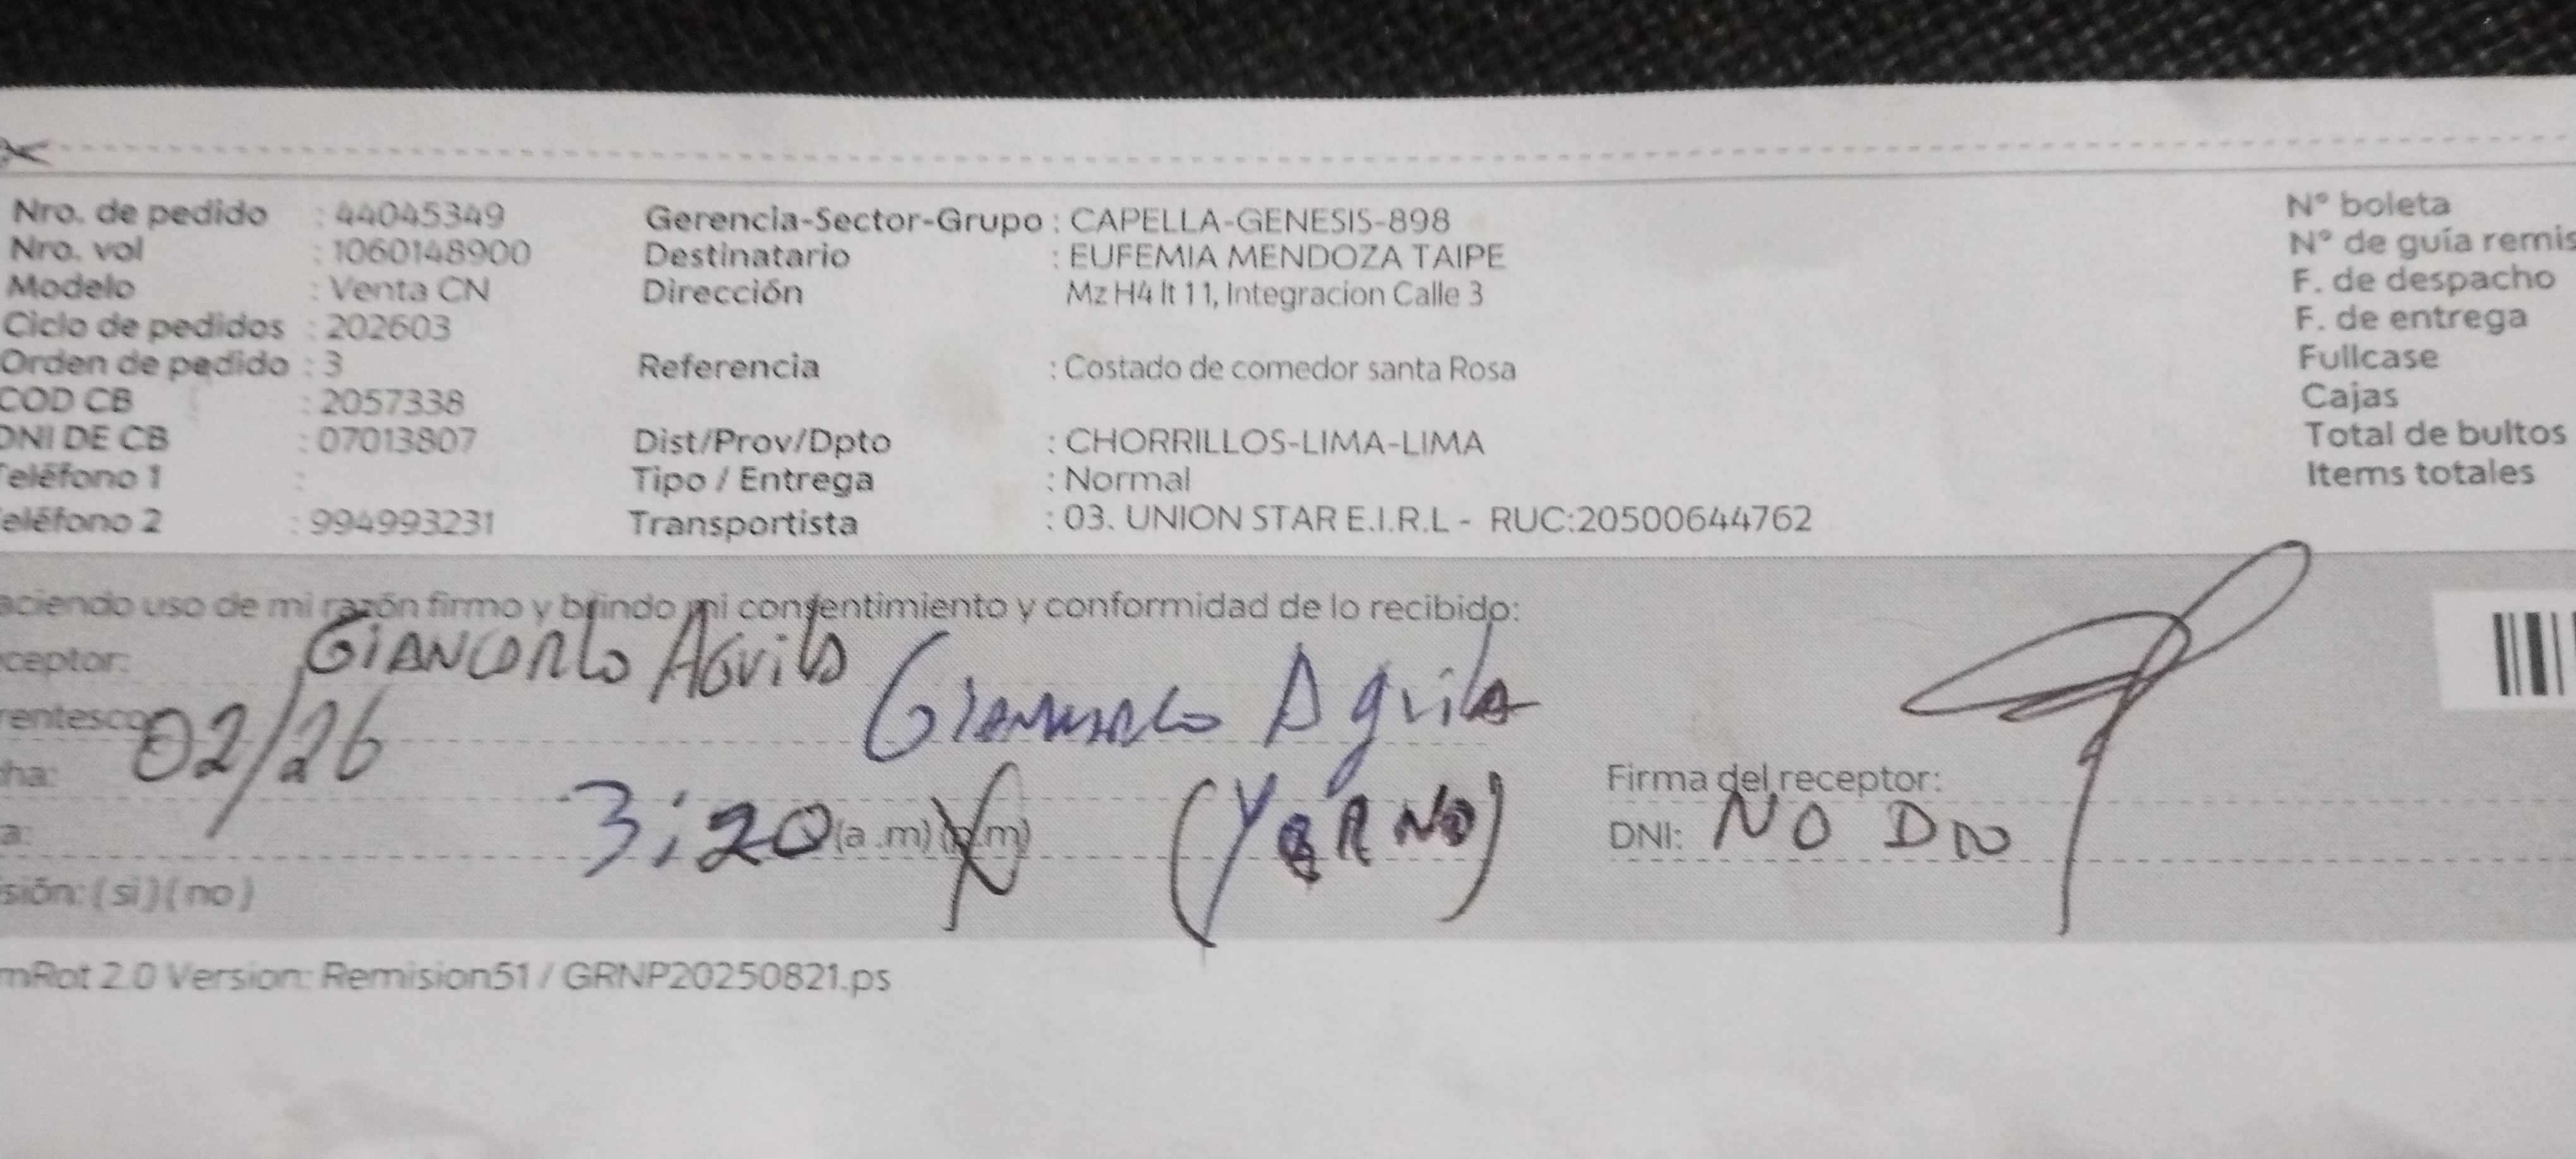 Nro. de pedido : 44045349 Gerencia-Sector-Grupo : CAPELLA-GENESIS-898 N° boleta
Nro. vol : 1060148900 Destinatario : EUFEMIA MENDOZA TAIPE N° de guía remis
Modelo : Venta CN Dirección Mz H4 lt 11, Integracion Calle 3 F. de despacho
Ciclo de pedidos : 202603 F. de entrega
Orden de pedido : 3 Referencia : Costado de comedor santa Rosa Fullcase
COD CB : 2057338 Cajas
DNI DE CB : 07013807 Dist/Prov/Dpto : CHORRILLOS-LIMA-LIMA Total de bultos
Teléfono 1 : Tipo / Entrega : Normal Items totales
eléfono 2 : 994993231 Transportista : 03. UNION STAR E.I.R.L - RUC:20500644762
aciendo uso de mi razón firmo y brindo mi consentimiento y conformidad de lo recibido:
ceptor: GIANCARLO AGUILA
rentesco: Giancarlo Aguila
ha: 02/26 Firma del receptor:
a: 3:20 (a .m) (p.m) (YERNO) DNI: NO DIO
sión: ( si ) ( no )
mRot 2.0 Version: Remision51 / GRNP20250821.ps